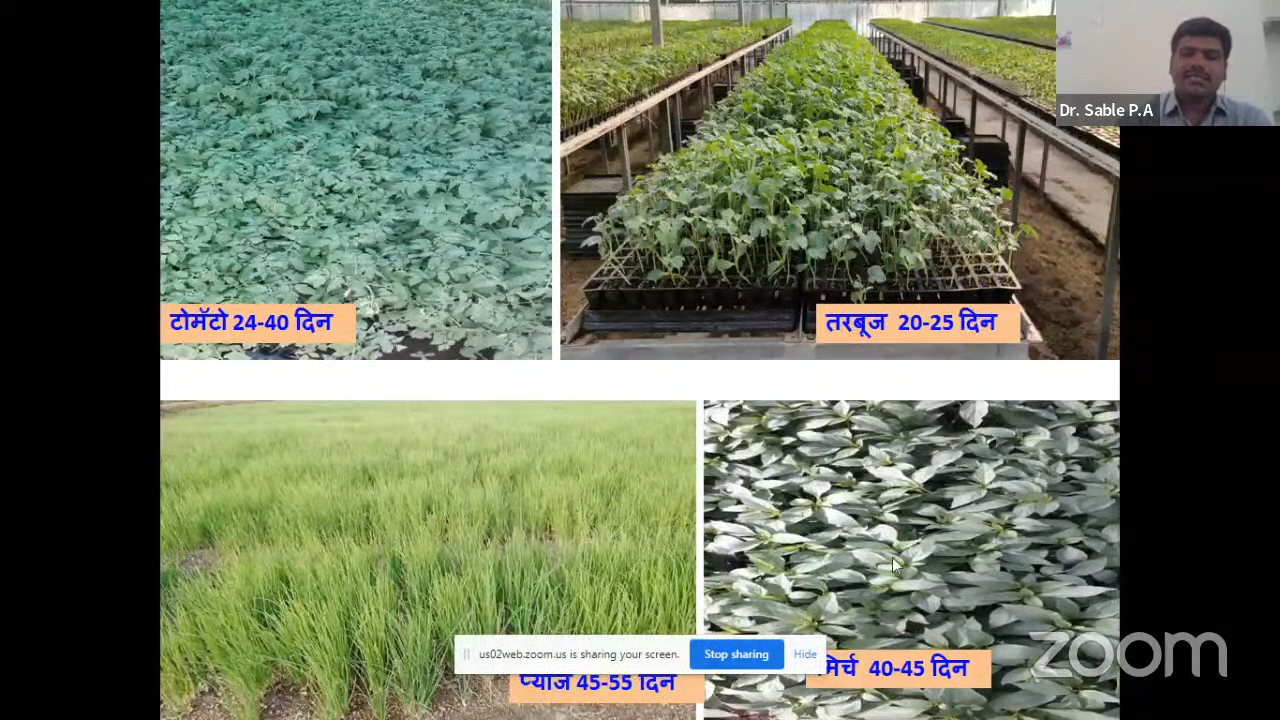 Dr. Sable P.A
टोमॅटो 24-40 दिन
तरबूज 20-25 दिन
us02web.zoom.us is sharing your screen.
Stop sharing
Hide
प्याज 45-55 दिन
मिर्च 40-45 दिन
zoom